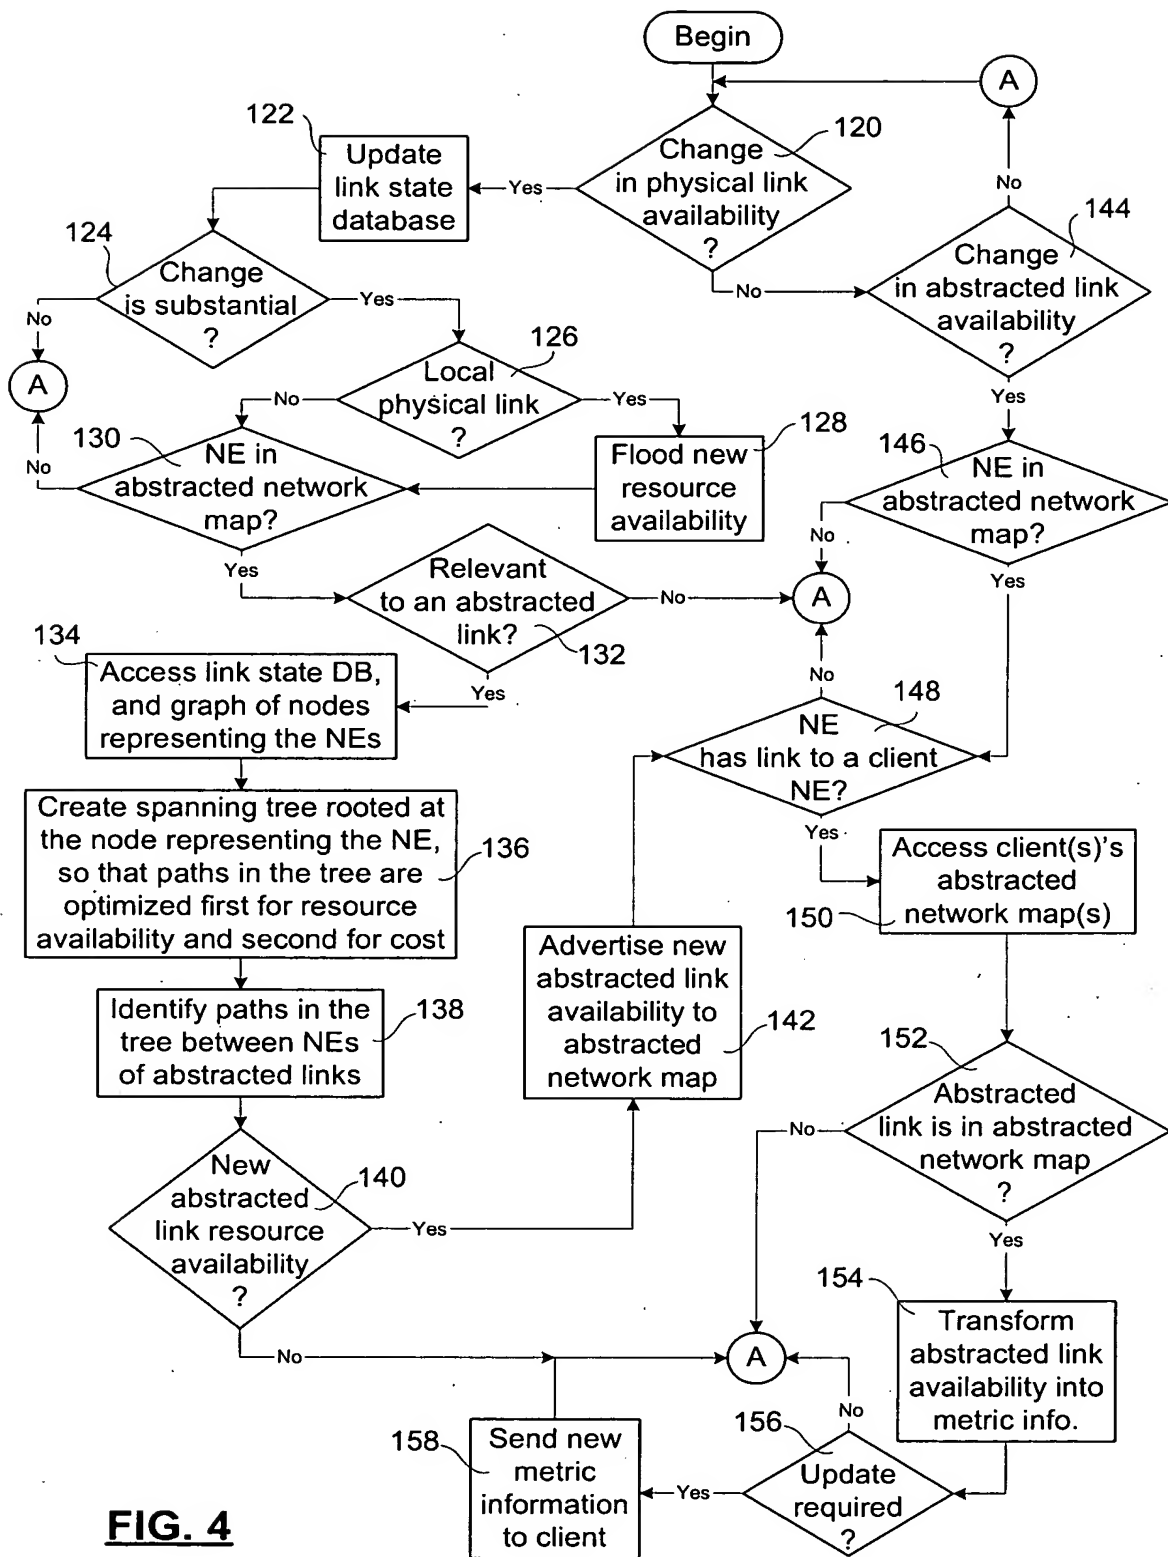 Begin
A
120
Change
in physical link
availability
?
Yes
122
Update
link state
database
No
144
Change
in abstracted link
availability
?
No
Yes
124
Change
is substantial
?
No
Yes
A
126
Local
physical link
?
No
Yes
128
Flood new
resource
availability
130
NE in
abstracted network
map?
No
Yes
146
NE in
abstracted network
map?
No
Yes
A
Relevant
to an abstracted
link?
132
No
Yes
134
Access link state DB,
and graph of nodes
representing the NEs
No
148
NE
has link to a client
NE?
Yes
Create spanning tree rooted at
the node representing the NE,
so that paths in the tree are
optimized first for resource
availability and second for cost
136
Access client(s)'s
abstracted
network map(s)
150
Identify paths in the
tree between NEs
of abstracted links
138
Advertise new
abstracted link
availability to
abstracted
network map
142
152
Abstracted
link is in abstracted
network map
?
No
Yes
New
abstracted
link resource
availability
?
140
Yes
No
A
154
Transform
abstracted link
availability into
metric info.
156
Update
required
?
No
Yes
158
Send new
metric
information
to client
FIG. 4